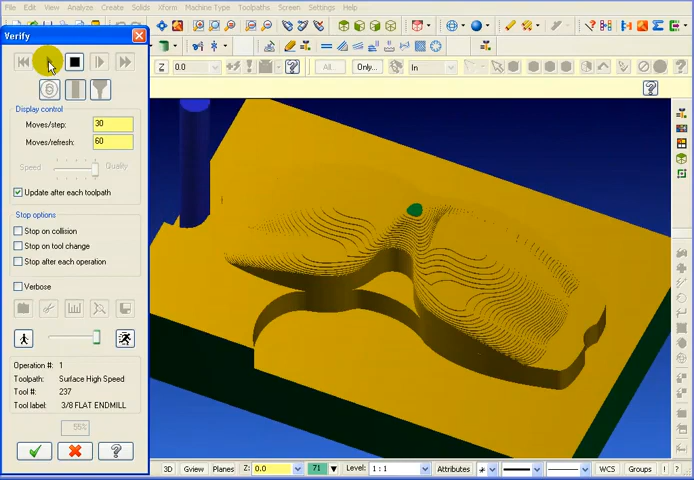 File Edit View Analyze Create Solids Xform Machine Type Toolpaths Screen Settings Help
Verify
Z 0.0 All... Only... In
Display control
Moves/step: 30
Moves/refresh: 60
Speed Quality
Update after each toolpath
Stop options
Stop on collision
Stop on tool change
Stop after each operation
Verbose
Operation #: 1
Toolpath: Surface High Speed
Tool #: 237
Tool label: 3/8 FLAT ENDMILL
55%
3D Gview Planes Z: 0.0 71 Level: 1 : 1 Attributes WCS Groups ! ?